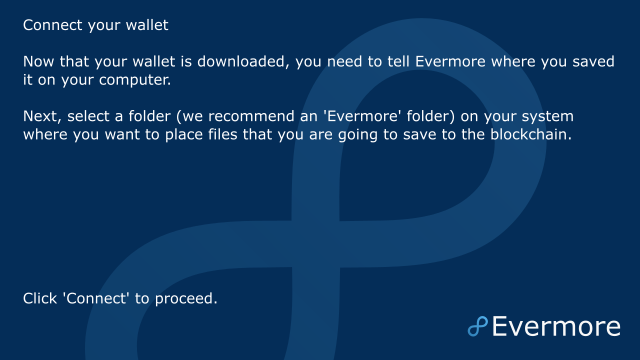 Connect your wallet
Now that your wallet is downloaded, you need to tell Evermore where you saved
it on your computer.
Next, select a folder (we recommend an 'Evermore' folder) on your system
where you want to place files that you are going to save to the blockchain.
Click 'Connect' to proceed.
Evermore